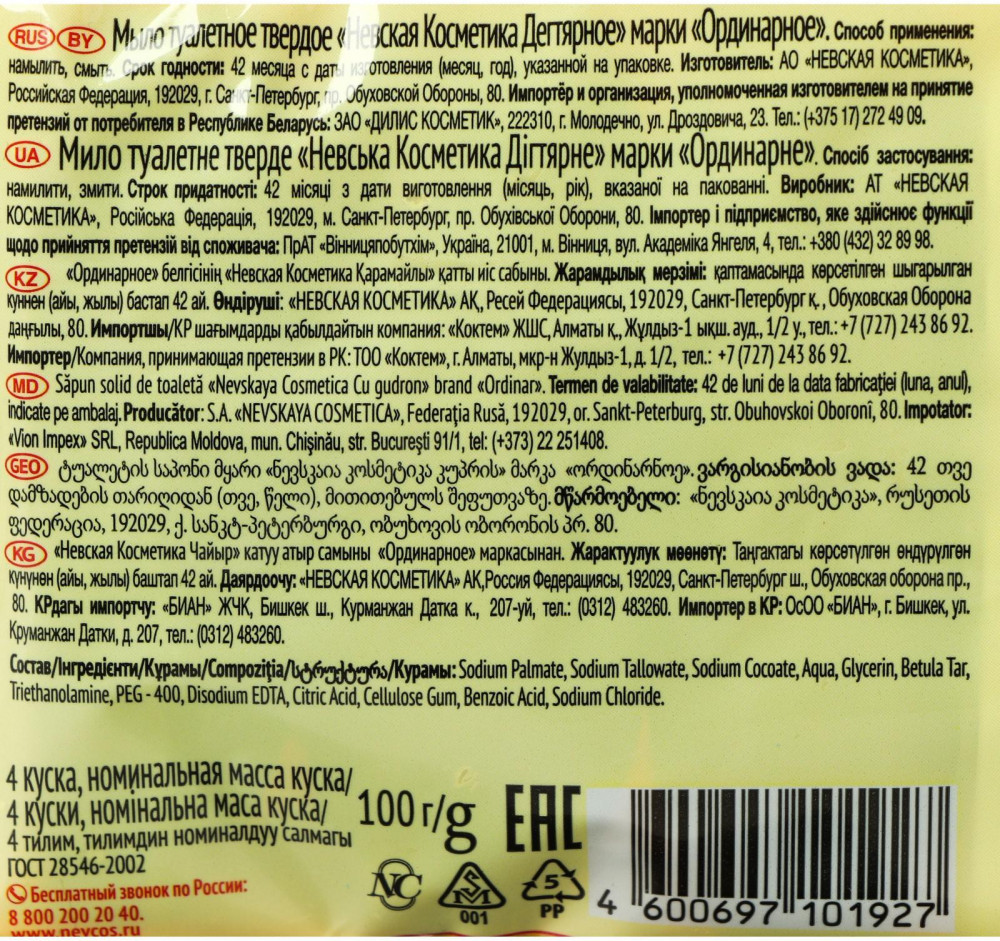 RUS BY Мыло туалетное твердое «Невская Косметика Дегтярное» марки «Ординарное». Способ применения:
намылить, смыть. Срок годности: 42 месяца с даты изготовления (месяц, год), указанной на упаковке. Изготовитель: АО «НЕВСКАЯ КОСМЕТИКА»,
Российская Федерация, 192029, г. Санкт-Петербург, пр. Обуховской Обороны, 80. Импортёр и организация, уполномоченная изготовителем на принятие
претензий от потребителя в Республике Беларусь: ЗАО «ДИЛИС КОСМЕТИК», 222310, г. Молодечно, ул. Дроздовича, 23. Тел.: (+375 17) 272 49 09.
UA Мило туалетне тверде «Невська Косметика Дігтярне» марки «Ординарне». Спосіб застосування:
намилити, змити. Строк придатності: 42 місяці з дати виготовлення (місяць, рік), вказаної на пакованні. Виробник: АТ «НЕВСКАЯ
КОСМЕТИКА», Російська Федерація, 192029, м. Санкт-Петербург, пр. Обухівської Оборони, 80. Імпортер і підприємство, яке здійснює функції
щодо прийняття претензій від споживача: ПрАТ «Вінницяпобутхім», Україна, 21001, м. Вінниця, вул. Академіка Янгеля, 4, тел.: +380 (432) 32 89 98.
KZ «Ординарное» белгісінің «Невская Косметика Қарамайлы» қатты иіс сабыны. Жарамдылық мерзімі: қаптамасында көрсетілген шығарылған
күннен (айы, жылы) бастап 42 ай. Өндіруші: «НЕВСКАЯ КОСМЕТИКА» АҚ, Ресей Федерациясы, 192029, Санкт-Петербург қ., Обуховская Оборона
даңғылы, 80. Импортшы/ҚР шағымдарды қабылдайтын компания: «Коктем» ЖШС, Алматы қ., Жұлдыз-1 ықш. ауд., 1/2 у., тел.: +7 (727) 243 86 92.
Импортер/Компания, принимающая претензии в РК: ТОО «Коктем», г. Алматы, мкр-н Жулдыз-1, д. 1/2, тел.: +7 (727) 243 86 92.
MD Săpun solid de toaletă «Nevskaya Cosmetica Cu gudron» brand «Ordinar». Termen de valabilitate: 42 de luni de la data fabricației (luna, anul),
indicate pe ambalaj. Producător: S.A. «NEVSKAYA COSMETICA», Federația Rusă, 192029, or. Sankt-Peterburg, str. Obuhovskoi Oboronî, 80. Impotator:
«Vion Impex» SRL, Republica Moldova, mun. Chișinău, str. București 91/1, tel: (+373) 22 251408.
GEO ტუალეტის საპონი მყარი «ნევსკაია კოსმეტიკა კუპრის» მარკა «ორდინარნოე». ვარგისიანობის ვადა: 42 თვე
დამზადების თარიღიდან (თვე, წელი), მითითებულს შეფუთვაზე. მწარმოებელი: «ნევსკაია კოსმეტიკა», რუსეთის
ფედერაცია, 192029, ქ. სანკტ-პეტერბურგი, ობუხოვის ობორონის პრ. 80.
KG «Невская Косметика Чайыр» катуу атыр самыны «Ординарное» маркасынан. Жарактуулук мөөнөтү: Таңгактагы көрсөтүлгөн өндүрүлгөн
күнүнөн (айы, жылы) баштап 42 ай. Даярдоочу: «НЕВСКАЯ КОСМЕТИКА» АК, Россия Федерациясы, 192029, Санкт-Петербург ш., Обуховская оборона пр.,
80. КРдагы импортчу: «БИАН» ЖЧК, Бишкек ш., Курманжан Датка к., 207-үй, тел.: (0312) 483260. Импортер в КР: ОсОО «БИАН», г. Бишкек, ул.
Круманжан Датки, д. 207, тел.: (0312) 483260.
Состав/Інгредієнти/Құрамы/Compoziția/სტრუქტურა/Курамы: Sodium Palmate, Sodium Tallowate, Sodium Cocoate, Aqua, Glycerin, Betula Tar,
Triethanolamine, PEG - 400, Disodium EDTA, Citric Acid, Cellulose Gum, Benzoic Acid, Sodium Chloride.
4 куска, номинальная масса куска/
4 куски, номінальна маса куска/
4 тилим, тилимдин номиналдуу салмагы
100 г/g
ГОСТ 28546-2002
Бесплатный звонок по России:
8 800 200 20 40.
www.nevcos.ru
EAC
NC
001
5
PP
4 600697 101927